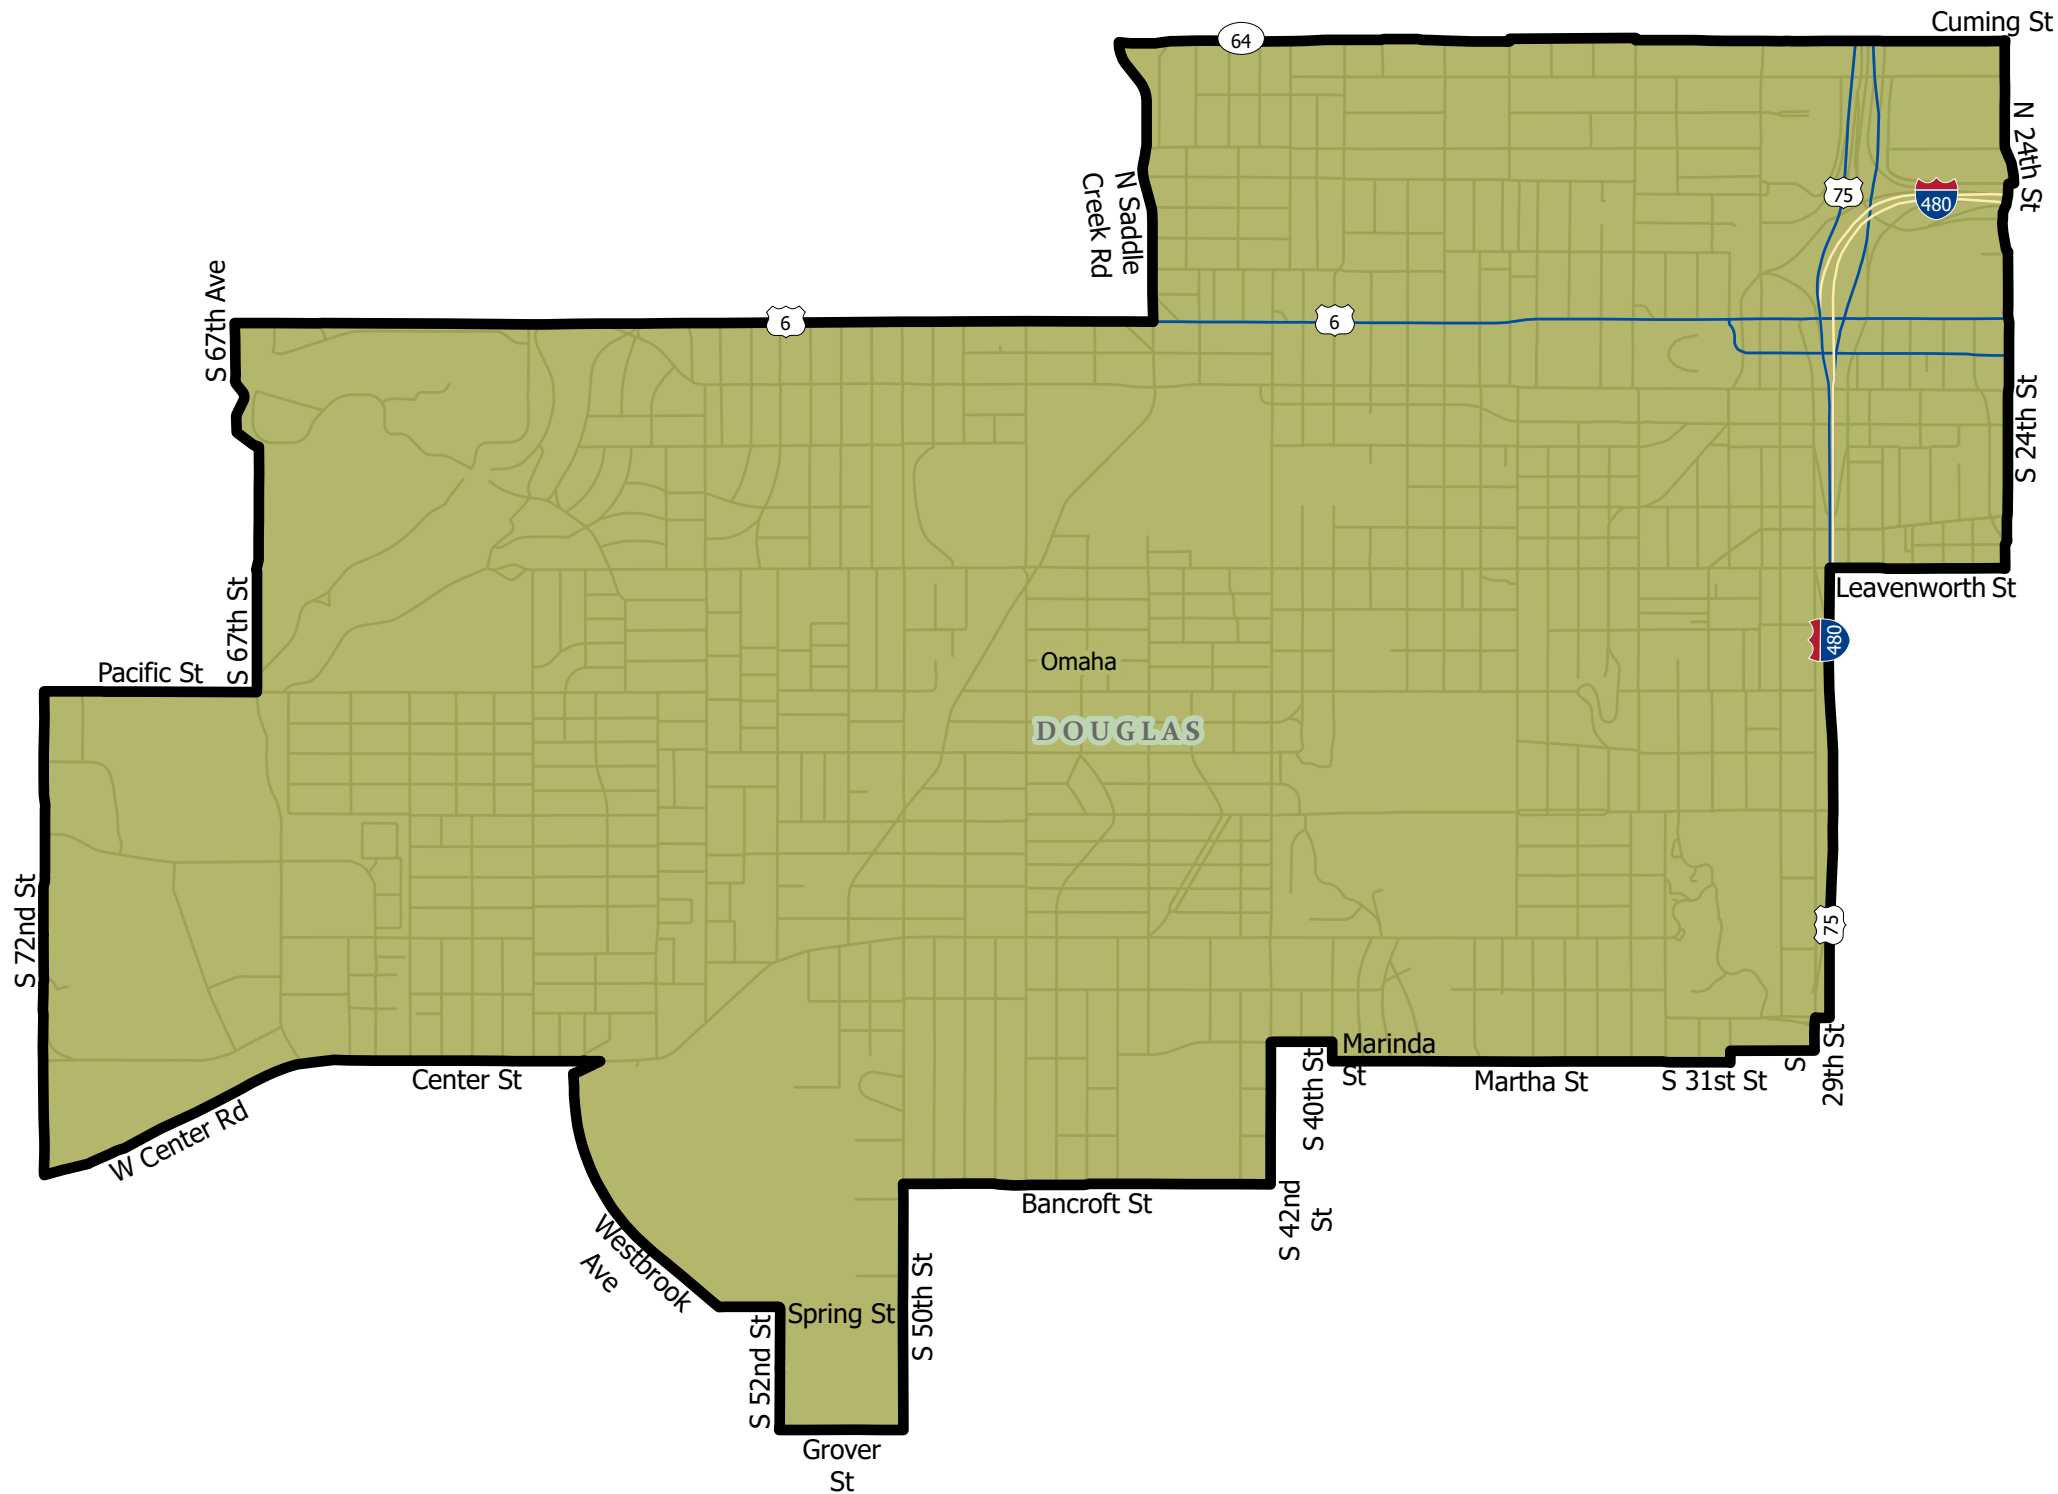 Cuming St
64
N 24th St
75
480
N Saddle
Creek Rd
S 67th Ave
6
6
S 24th St
Leavenworth St
S 67th St
480
Omaha
Pacific St
DOUGLAS
S 72nd St
75
Marinda
St
S
29th St
S 40th St
Center St
Martha St
S 31st St
W Center Rd
Bancroft St
S 42nd
St
Westbrook
Ave
S 50th St
Spring St
S 52nd St
Grover
St